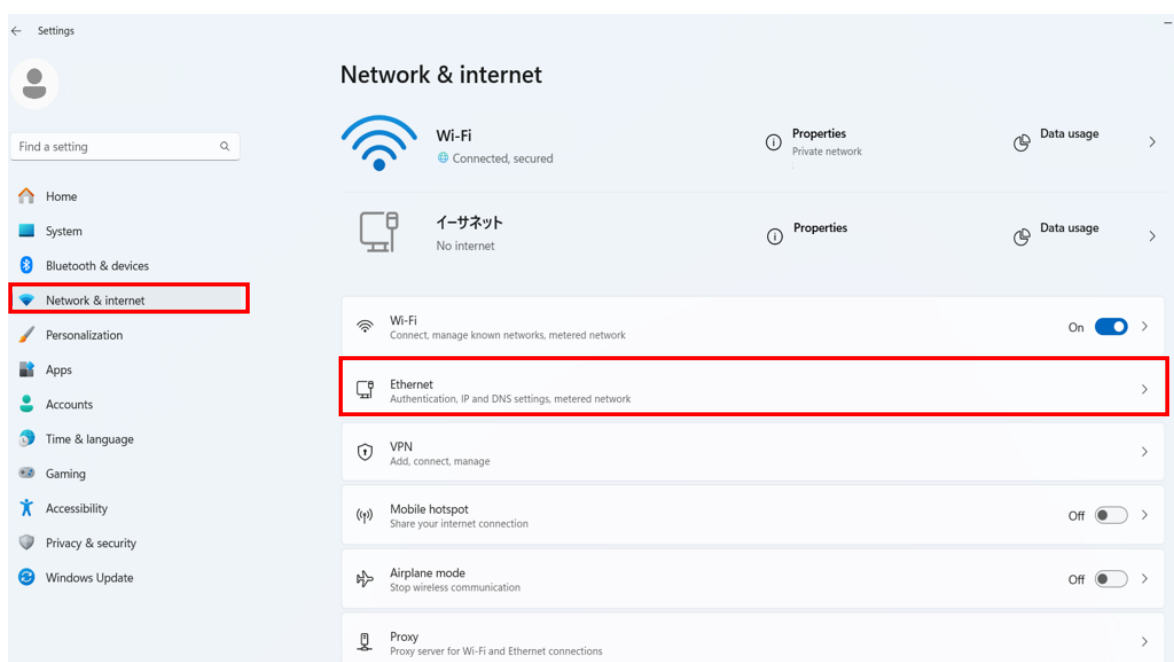 Settings
Find a setting
Home
System
Bluetooth & devices
Network & internet
Personalization
Apps
Accounts
Time & language
Gaming
Accessibility
Privacy & security
Windows Update
Network & internet
Wi-Fi
Connected, secured
Properties
Private network
Data usage
イーサネット
No internet
Properties
Data usage
Wi-Fi
Connect, manage known networks, metered network
On
Ethernet
Authentication, IP and DNS settings, metered network
VPN
Add, connect, manage
Mobile hotspot
Share your internet connection
Off
Airplane mode
Stop wireless communication
Off
Proxy
Proxy server for Wi-Fi and Ethernet connections